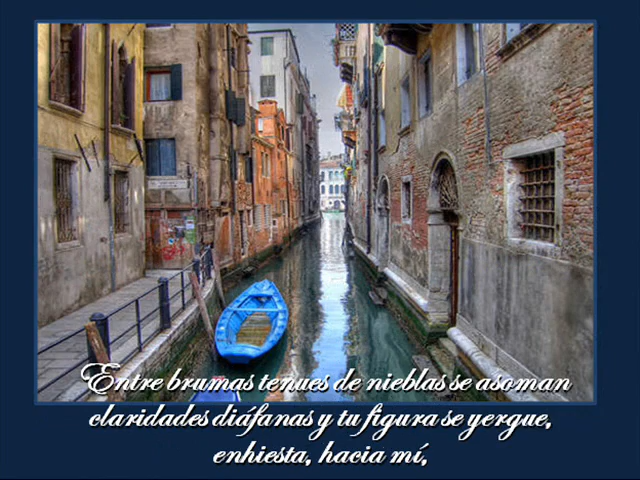 Entre brumas tenues de nieblas se asoman
claridades diáfanas y tu figura se yergue,
enhiesta, hacia mí,